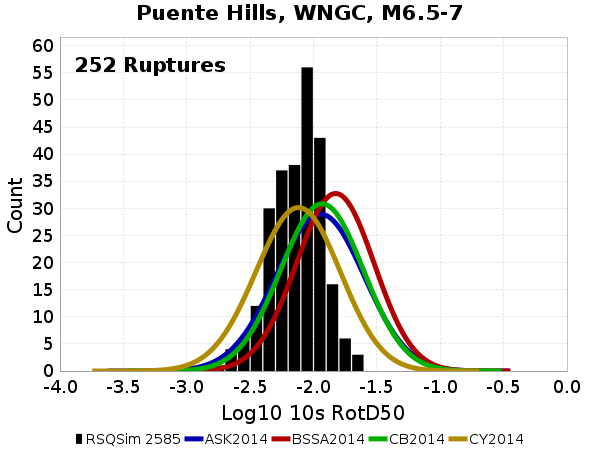 Puente Hills, WNGC, M6.5-7
252 Ruptures
60
55
50
45
40
35
30
25
20
15
10
5
0
Count
-4.0 -3.5 -3.0 -2.5 -2.0 -1.5 -1.0 -0.5 0.0
Log10 10s RotD50
RSQSim 2585 ASK2014 BSSA2014 CB2014 CY2014